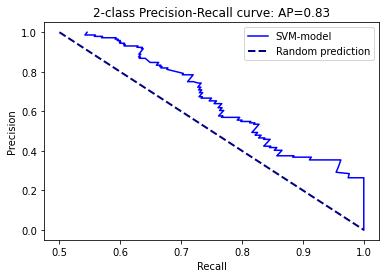 2-class Precision-Recall curve: AP=0.83
SVM-model
Random prediction
Precision
1.0
0.8
0.6
0.4
0.2
0.0
0.5 0.6 0.7 0.8 0.9 1.0
Recall